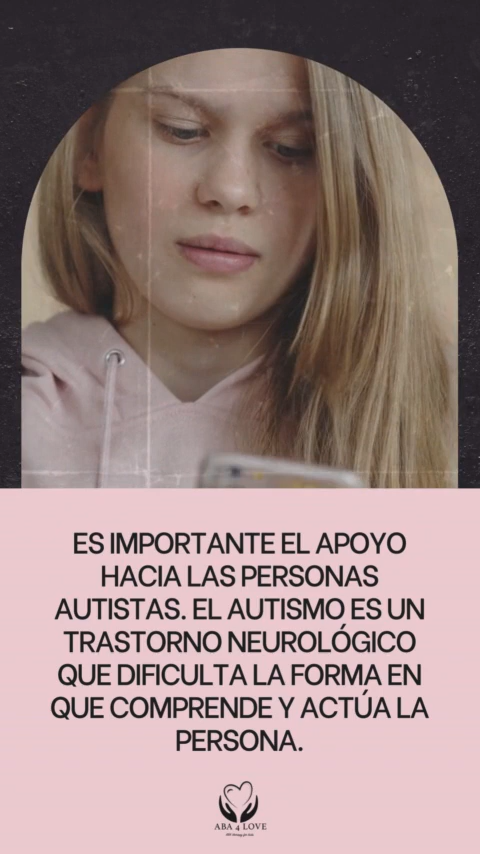 ES IMPORTANTE EL APOYO
HACIA LAS PERSONAS
AUTISTAS. EL AUTISMO ES UN
TRASTORNO NEUROLÓGICO
QUE DIFICULTA LA FORMA EN
QUE COMPRENDE Y ACTÚA LA
PERSONA.
ABA 4 LOVE